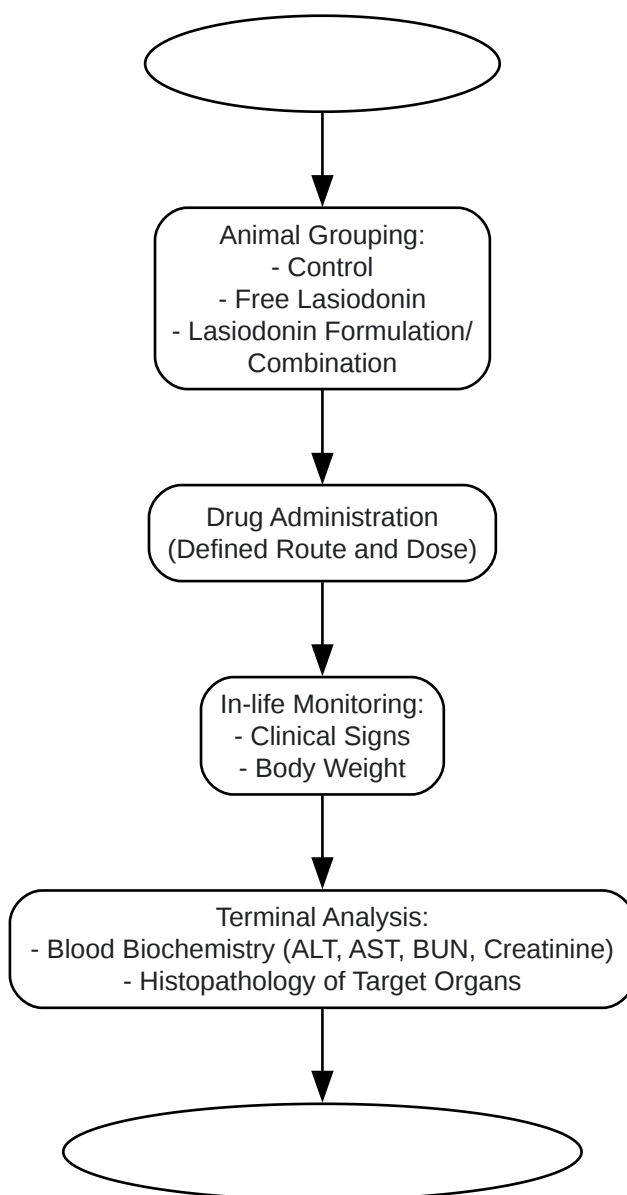 Animal Grouping:
- Control
- Free Lasiodonin
- Lasiodonin Formulation/
Combination
Drug Administration
(Defined Route and Dose)
In-life Monitoring:
- Clinical Signs
- Body Weight
Terminal Analysis:
- Blood Biochemistry (ALT, AST, BUN, Creatinine)
- Histopathology of Target Organs